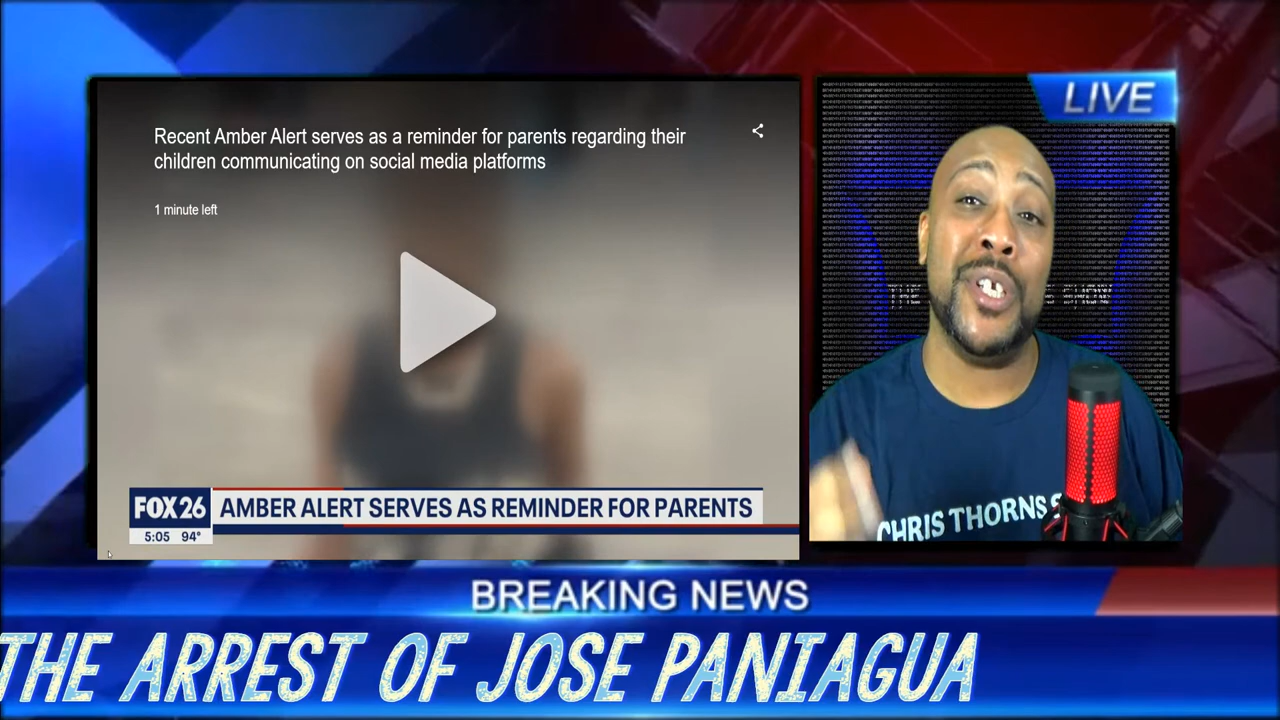 Recent Amber Alert serves as a reminder for parents regarding their
children communicating on social media platforms
1 minute left
FOX 26
AMBER ALERT SERVES AS REMINDER FOR PARENTS
5:05 94°
LIVE
CHRIS THORNS
BREAKING NEWS
THE ARREST OF JOSE PANIAGUA